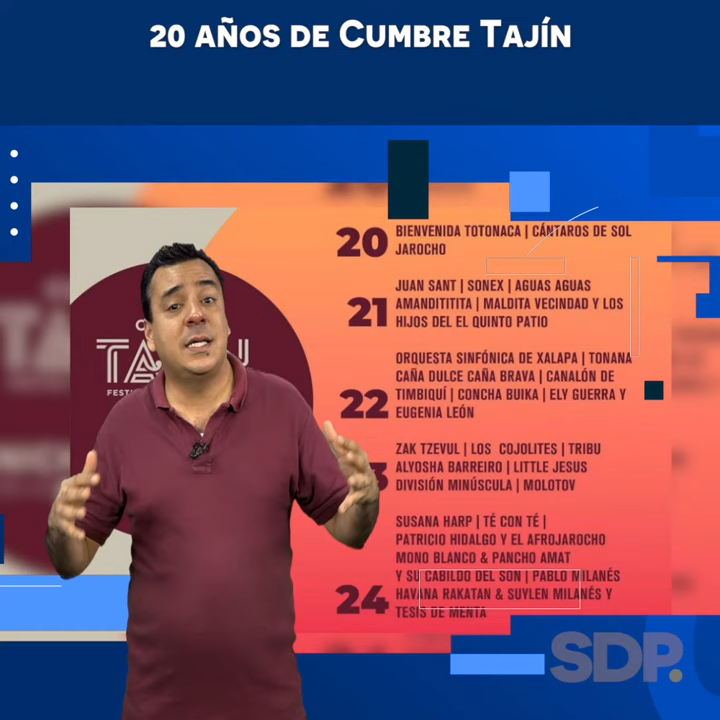 20 AÑOS DE CUMBRE TAJÍN
20
BIENVENIDA TOTONACA | CÁNTAROS DE SOL
JAROCHO
21
JUAN SANT | SONEX | AGUAS AGUAS
AMANDITITITA | MALDITA VECINDAD Y LOS
HIJOS DEL EL QUINTO PATIO
22
ORQUESTA SINFÓNICA DE XALAPA | TONANA
CAÑA DULCE CAÑA BRAVA | CANALÓN DE
TIMBIQUÍ | CONCHA BUIKA | ELY GUERRA Y
EUGENIA LEÓN
ZAK TZEVUL | LOS COJOLITES | TRIBU
ALYOSHA BARREIRO | LITTLE JESUS
DIVISIÓN MINÚSCULA | MOLOTOV
24
SUSANA HARP | TÉ CON TÉ |
PATRICIO HIDALGO Y EL AFROJAROCHO
MONO BLANCO & PANCHO AMAT
Y SU CABILDO DEL SON | PABLO MILANÉS
HAVANA RAKATAN & SUYLEN MILANÉS Y
TESIS DE MENTA
SDP.